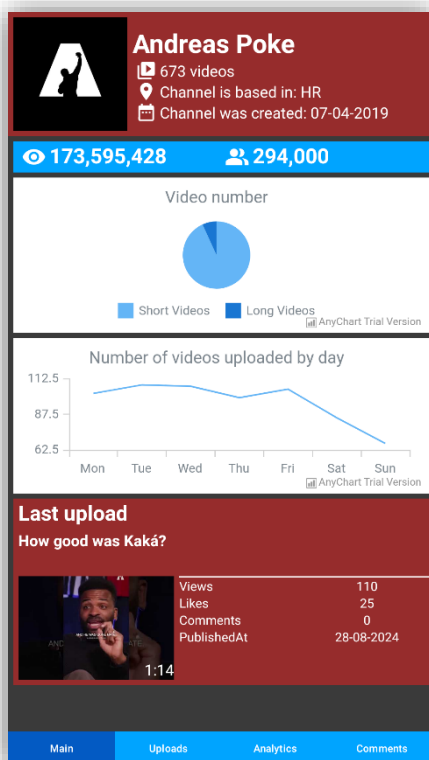 Andreas Poke
673 videos
Channel is based in: HR
Channel was created: 07-04-2019
173,595,428 294,000
Video number
Short Videos Long Videos
AnyChart Trial Version
Number of videos uploaded by day
112.5
87.5
62.5
Mon Tue Wed Thu Fri Sat Sun
AnyChart Trial Version
Last upload
How good was Kaká?
Views 110
Likes 25
Comments 0
PublishedAt 28-08-2024
1:14
Main Uploads Analytics Comments